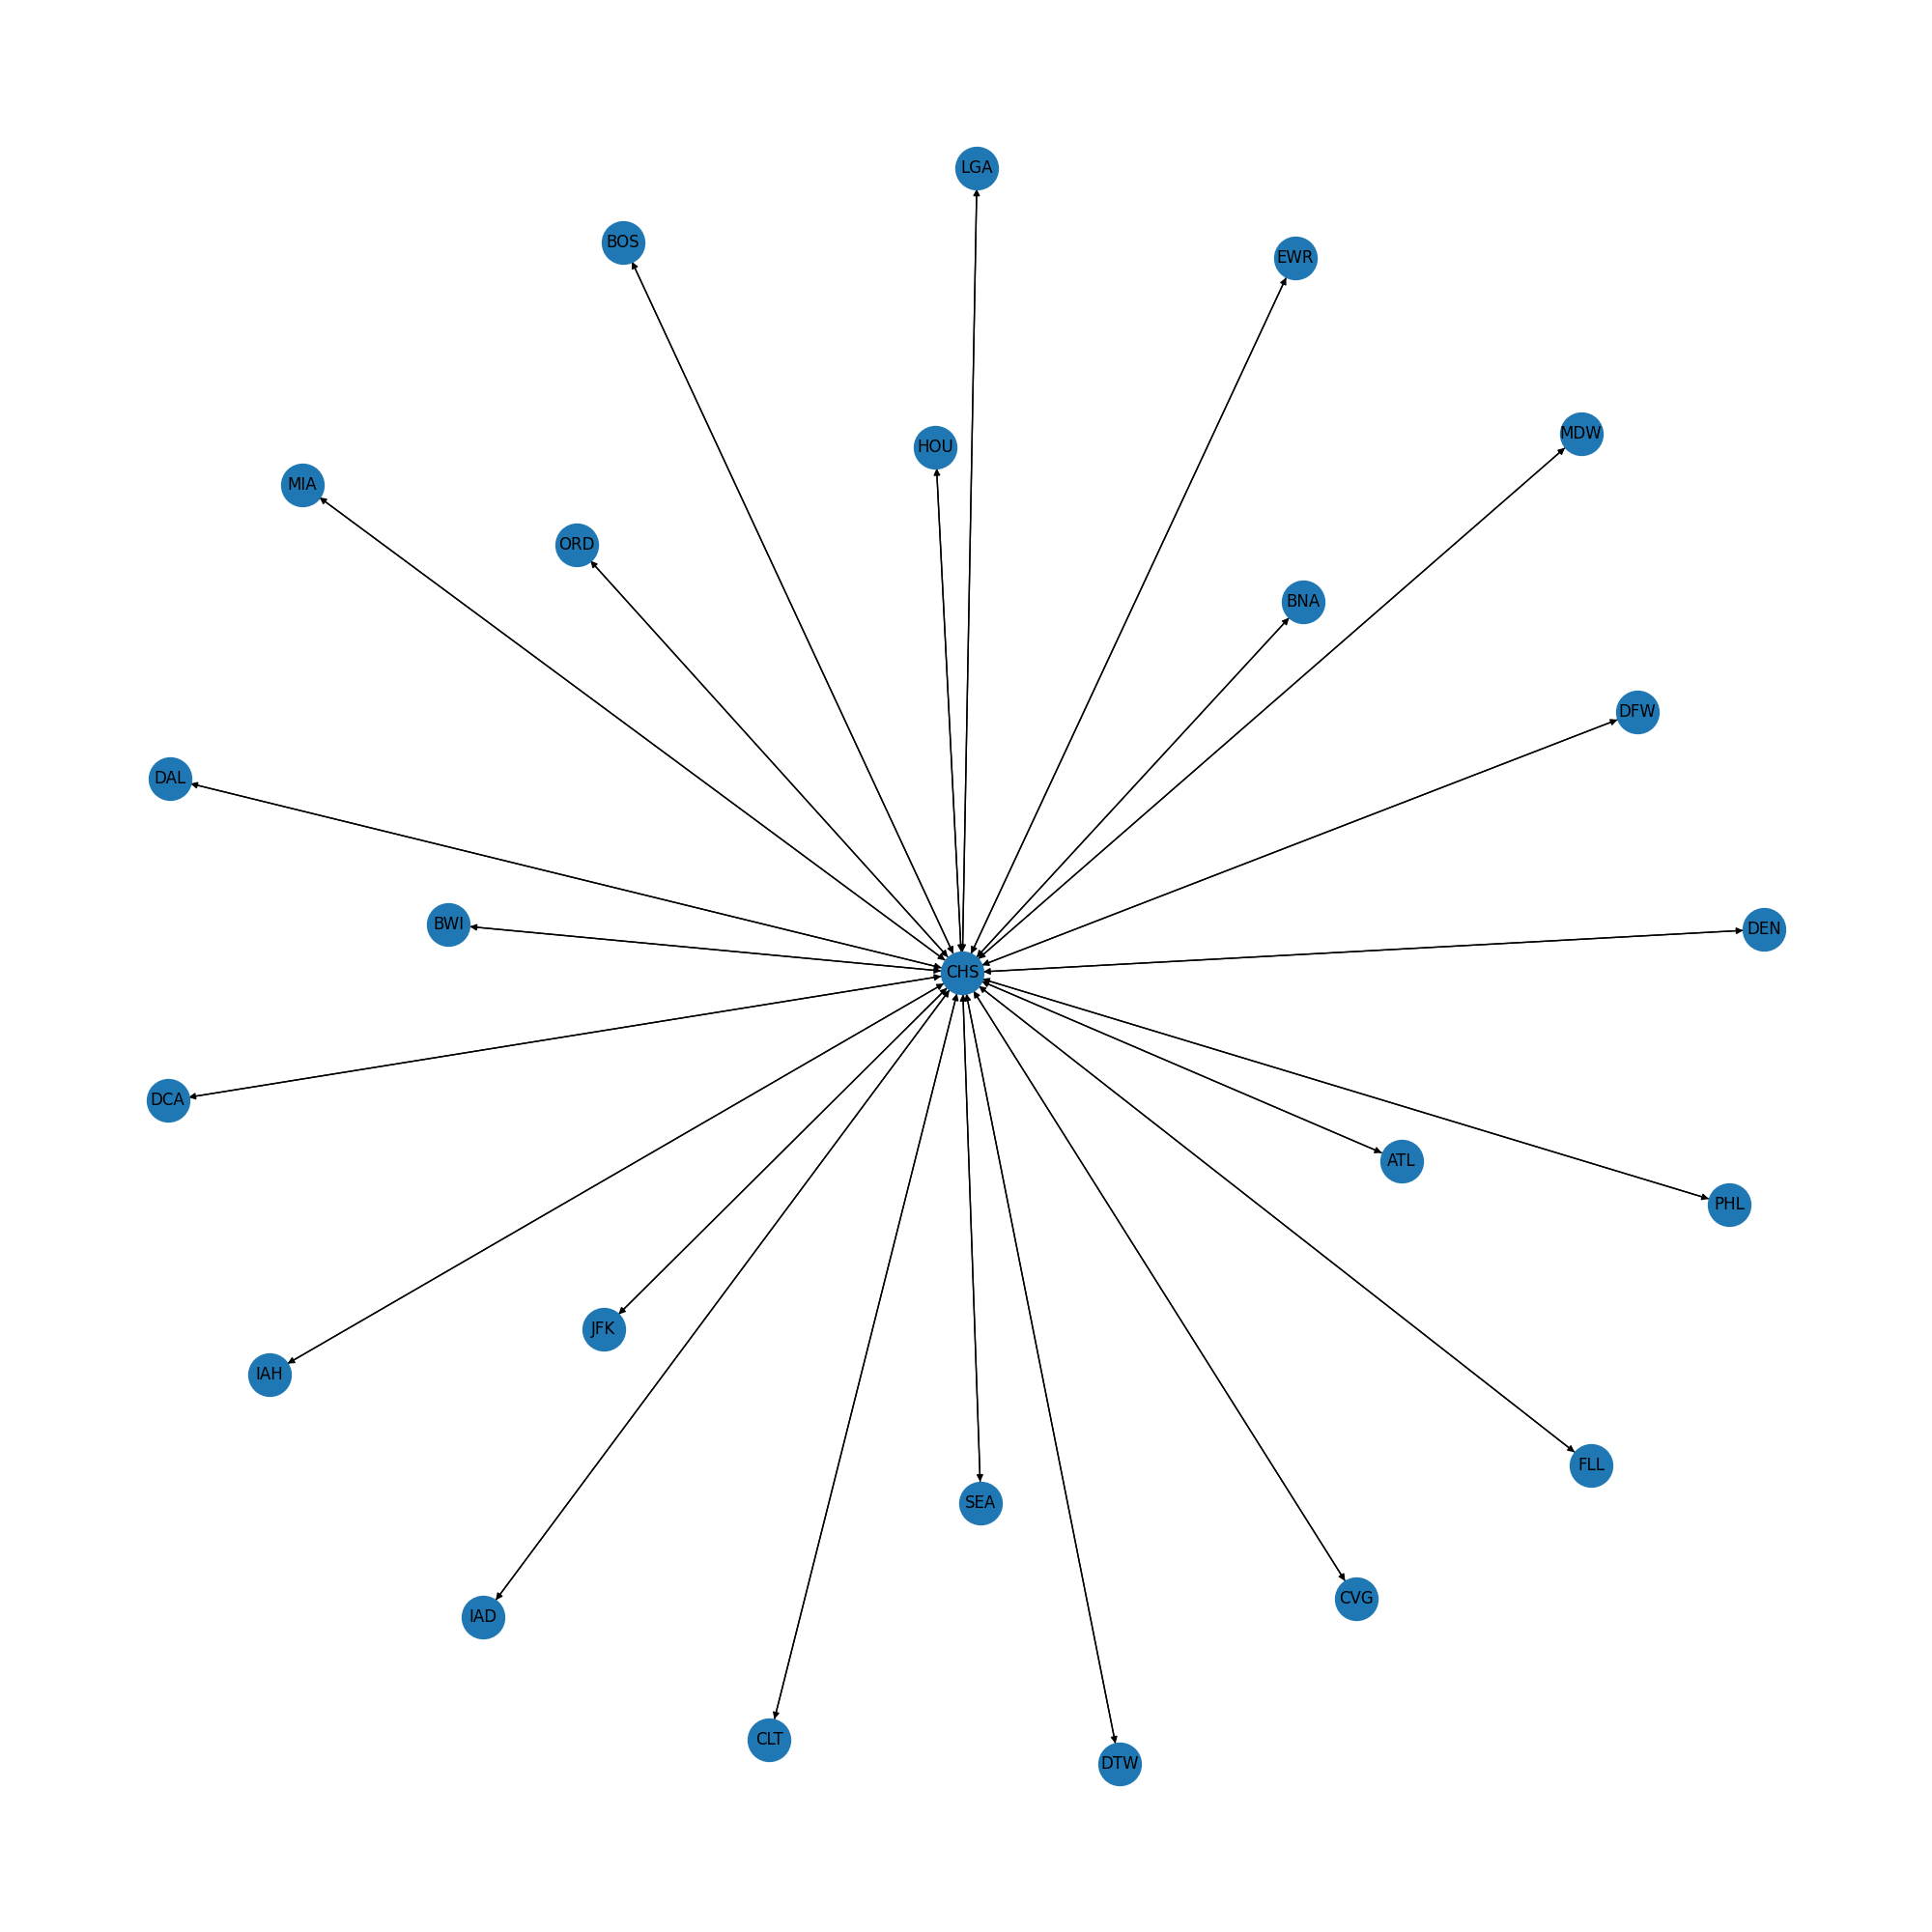 LGA
BOS
EWR
MDW
HOU
MIA
ORD
BNA
DFW
DAL
BWI
DEN
CHS
DCA
ATL
PHL
JFK
IAH
FLL
SEA
CVG
IAD
CLT
DTW